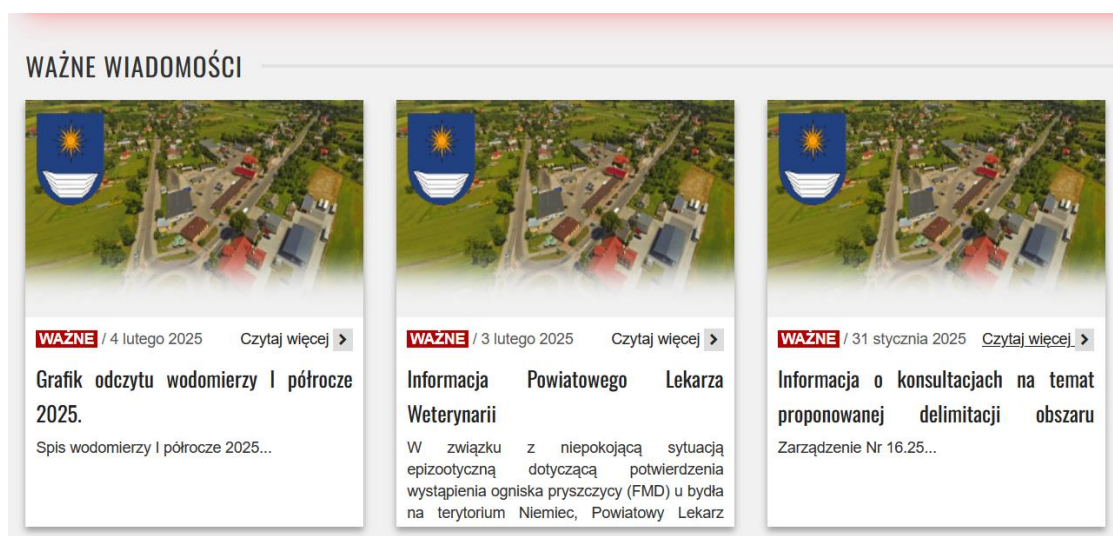 WAŻNE WIADOMOŚCI
WAŻNE / 4 lutego 2025 Czytaj więcej >
Grafik odczytu wodomierzy I półrocze
2025.
Spis wodomierzy I półrocze 2025...
WAŻNE / 3 lutego 2025 Czytaj więcej >
Informacja Powiatowego Lekarza
Weterynarii
W związku z niepokojącą sytuacją
epizootyczną dotyczącą potwierdzenia
wystąpienia ogniska pryszczycy (FMD) u bydła
na terytorium Niemiec, Powiatowy Lekarz
WAŻNE / 31 stycznia 2025 Czytaj więcej >
Informacja o konsultacjach na temat
proponowanej delimitacji obszaru
Zarządzenie Nr 16.25...